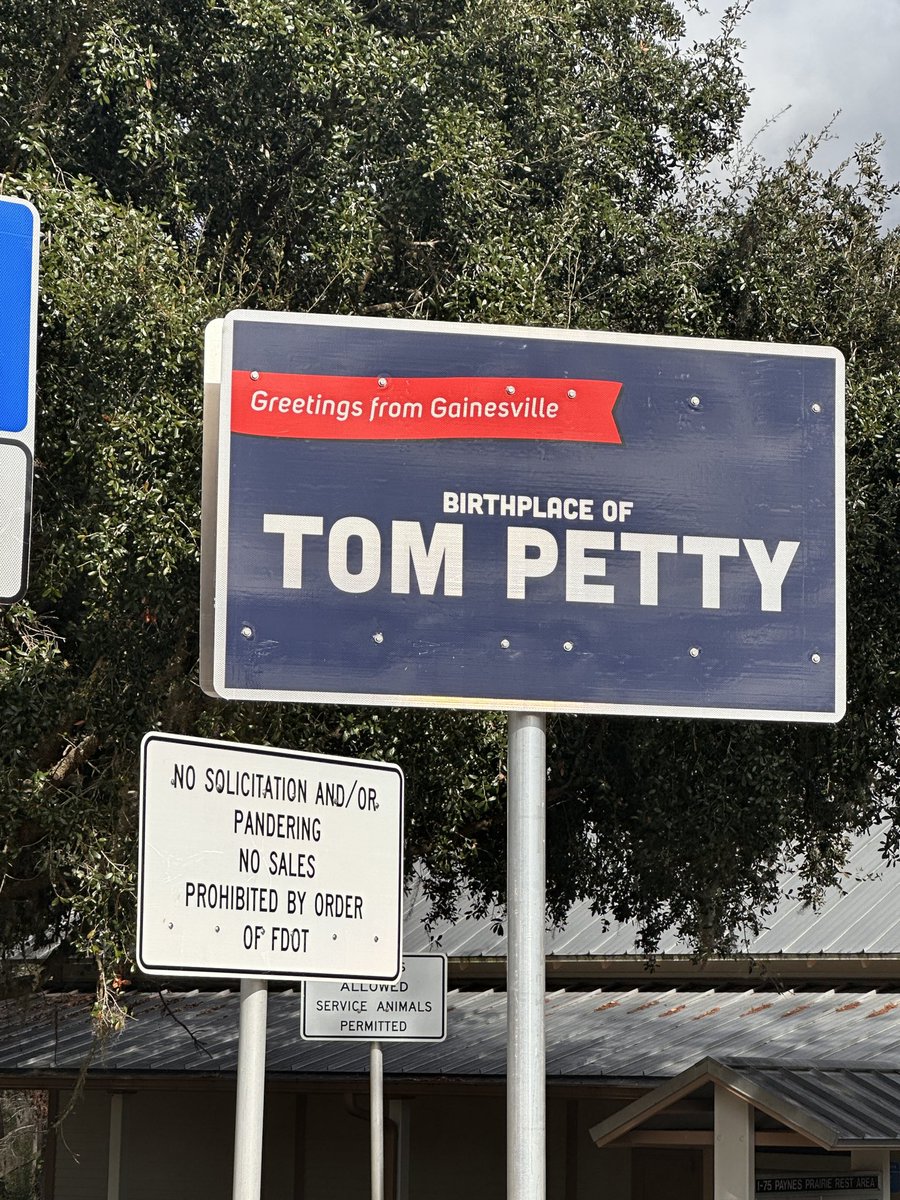 Greetings from Gainesville
BIRTHPLACE OF
TOM PETTY
NO SOLICITATION AND/OR
PANDERING
NO SALES
PROHIBITED BY ORDER
OF FDOT
ALLOWED
SERVICE ANIMALS
PERMITTED
I-75 PAYNES PRAIRIE REST AREA